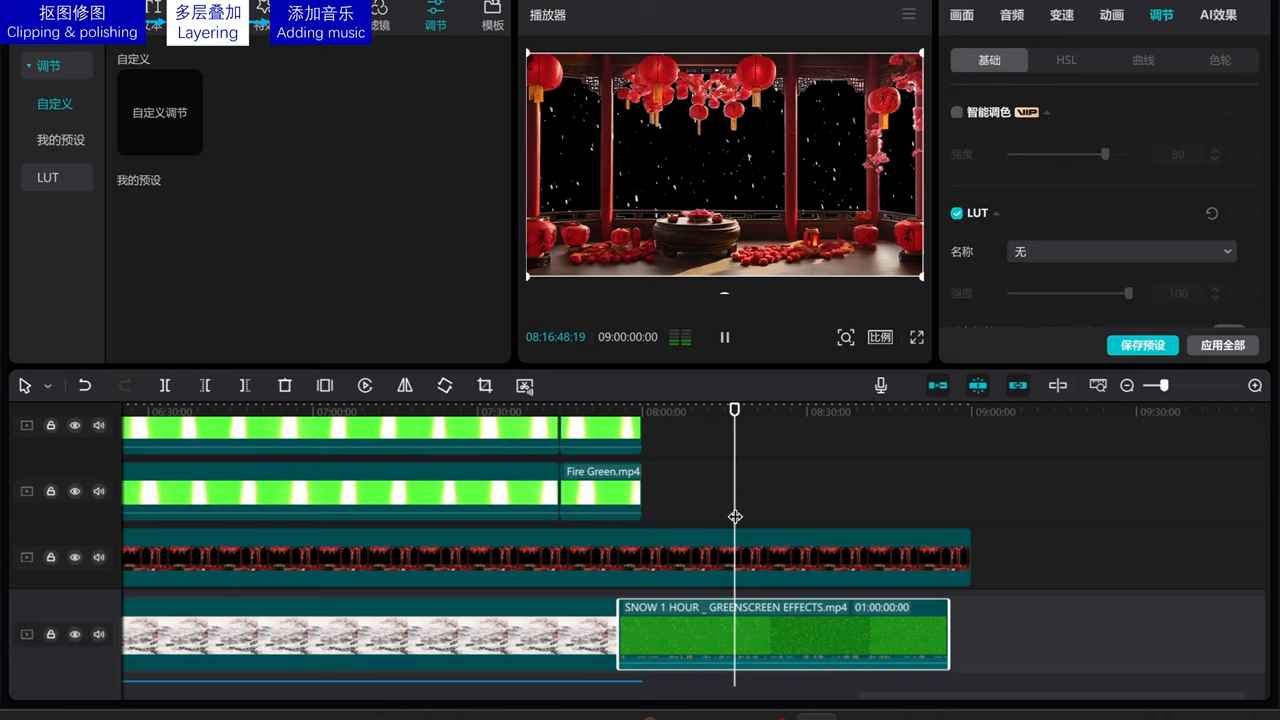 抠图修图
Clipping & polishing
多层叠加
Layering
添加音乐
Adding music
调节
模板
调节
自定义
我的预设
LUT
自定义
自定义调节
我的预设
播放器
08:16:48:19
09:00:00:00
比例
画面
音频
变速
动画
调节
AI效果
基础
HSL
曲线
色轮
智能调色
VIP
强度
80
LUT
名称
无
强度
100
保存预设
应用全部
06:30:00
07:00:00
07:30:00
08:00:00
08:30:00
09:00:00
09:30:00
Fire Green.mp4
SNOW 1 HOUR _ GREENSCREEN EFFECTS.mp4
01:00:00:00